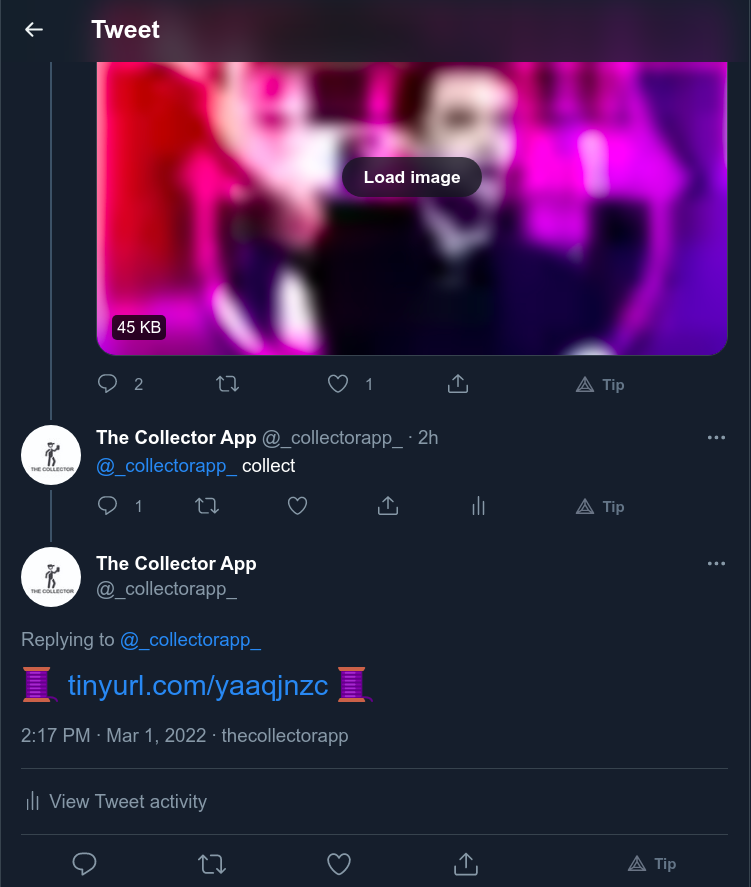 Tweet
Load image
45 KB
2 1 Tip
The Collector App @_collectorapp_ · 2h
@_collectorapp_ collect
THE COLLECTOR
1 Tip
The Collector App
@_collectorapp_
THE COLLECTOR
Replying to @_collectorapp_
tinyurl.com/yaaqjnzc
2:17 PM · Mar 1, 2022 · thecollectorapp
View Tweet activity
Tip